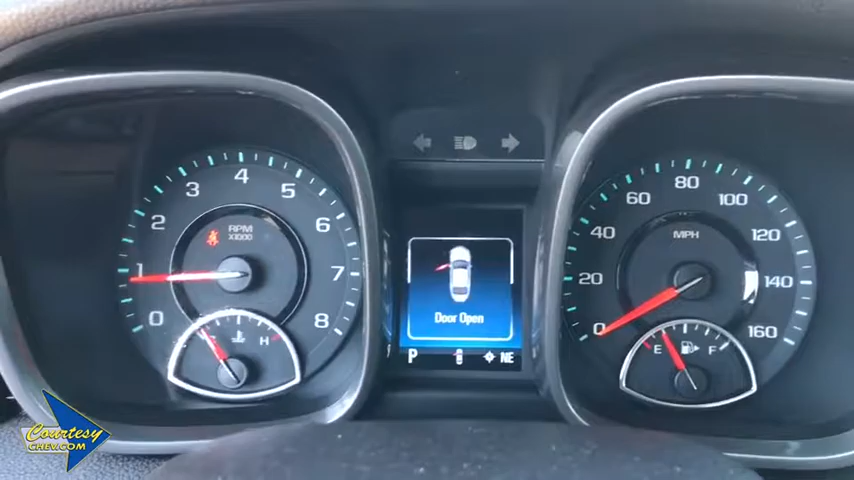 0 1 2 3 4 5 6 7 8
RPM
X1000
C H
Door Open
P NE
0 20 40 60 80 100 120 140 160
MPH
E F
Courtesy
CHEV.COM